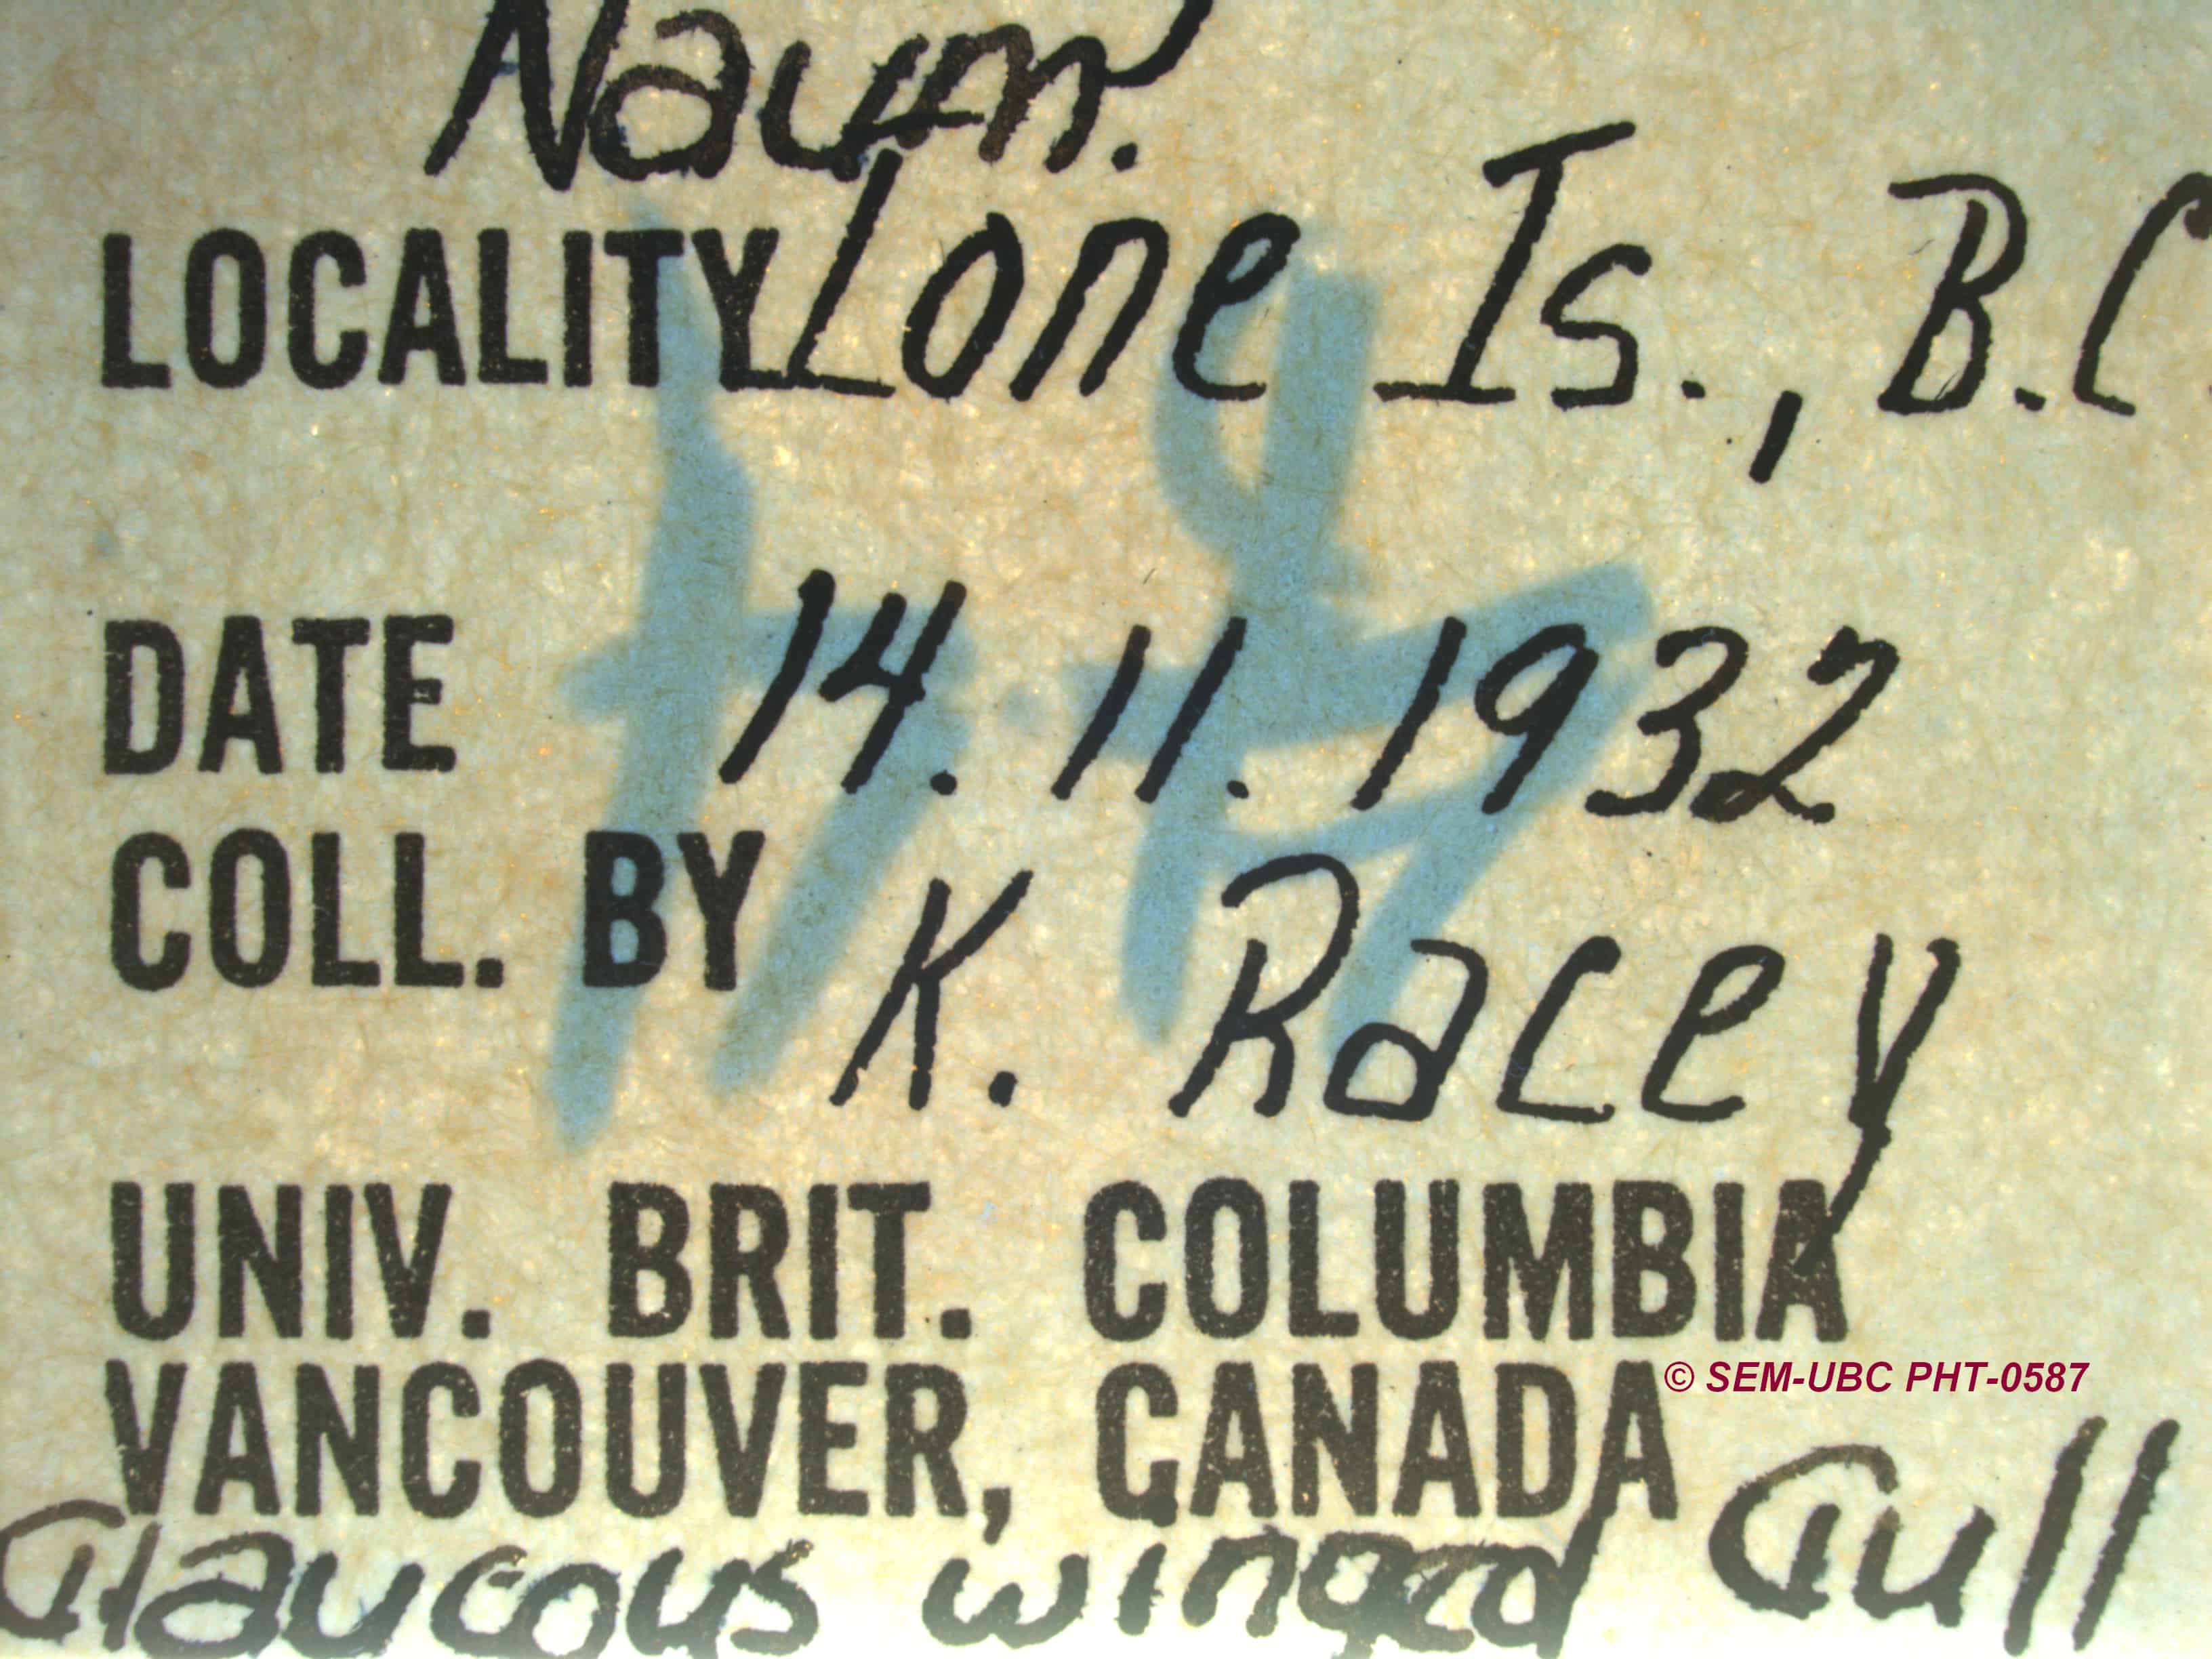 Naum.
LOCALITY Lone Is., B.C.
DATE 14. 11. 1932
COLL. BY K. Racey
UNIV. BRIT. COLUMBIA
VANCOUVER, CANADA
© SEM-UBC PHT-0587
Glaucous winged Gull